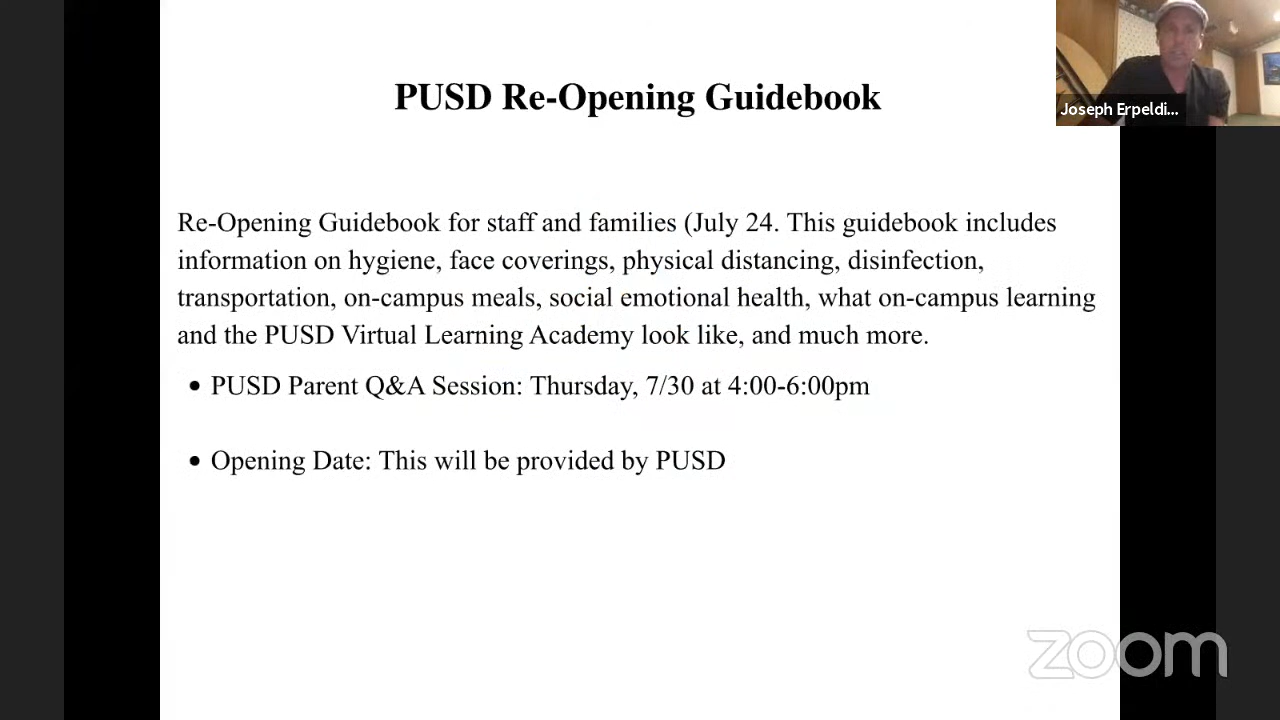 PUSD Re-Opening Guidebook
Joseph Erpeldi...
Re-Opening Guidebook for staff and families (July 24. This guidebook includes
information on hygiene, face coverings, physical distancing, disinfection,
transportation, on-campus meals, social emotional health, what on-campus learning
and the PUSD Virtual Learning Academy look like, and much more.
• PUSD Parent Q&A Session: Thursday, 7/30 at 4:00-6:00pm
• Opening Date: This will be provided by PUSD
zoom